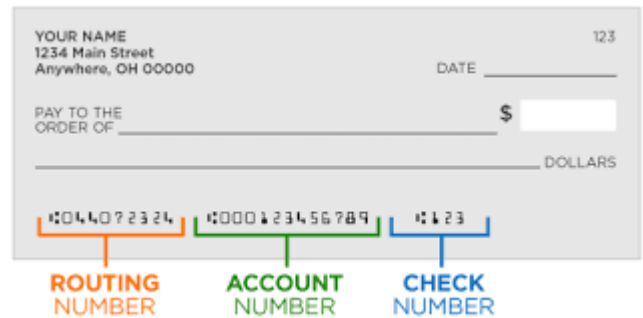 YOUR NAME 123
1234 Main Street
Anywhere, OH 00000 DATE
PAY TO THE
ORDER OF $
DOLLARS
⑆044072324 ⑆000123456789 ⑆123
ROUTING ACCOUNT CHECK
NUMBER NUMBER NUMBER